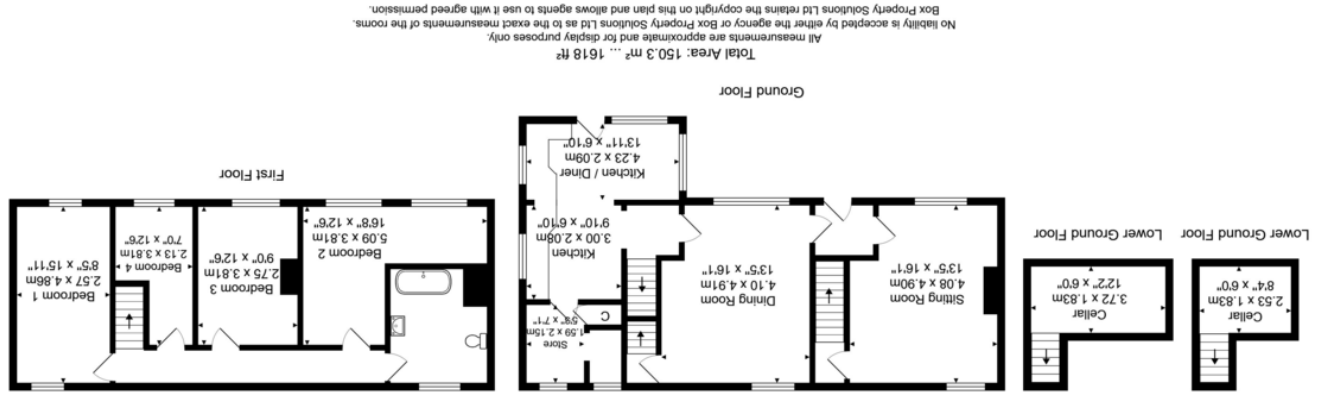 Lower Ground Floor
Cellar
2.53 x 1.83m
8'4" x 6'0"
Lower Ground Floor
Cellar
3.72 x 1.83m
12'2" x 6'0"
Sitting Room
4.08 x 4.90m
13'5" x 16'1"
Dining Room
4.10 x 4.91m
13'5" x 16'1"
C
Store
1.59 x 2.15m
5'3" x 7'1"
Kitchen
3.00 x 2.08m
9'10" x 6'10"
Kitchen / Diner
4.23 x 2.09m
13'11" x 6'10"
Ground Floor
Bedroom 2
5.09 x 3.81m
16'8" x 12'6"
Bedroom 3
2.75 x 3.81m
9'0" x 12'6"
Bedroom 4
2.13 x 3.81m
7'0" x 12'6"
Bedroom 1
2.57 x 4.86m
8'5" x 15'11"
First Floor
Total Area: 150.3 m² ... 1618 ft²
All measurements are approximate and for display purposes only.
No liability is accepted by either the agency or Box Property Solutions Ltd as to the exact measurements of the rooms.
Box Property Solutions Ltd retains the copyright on this plan and allows agents to use it with agreed permission.